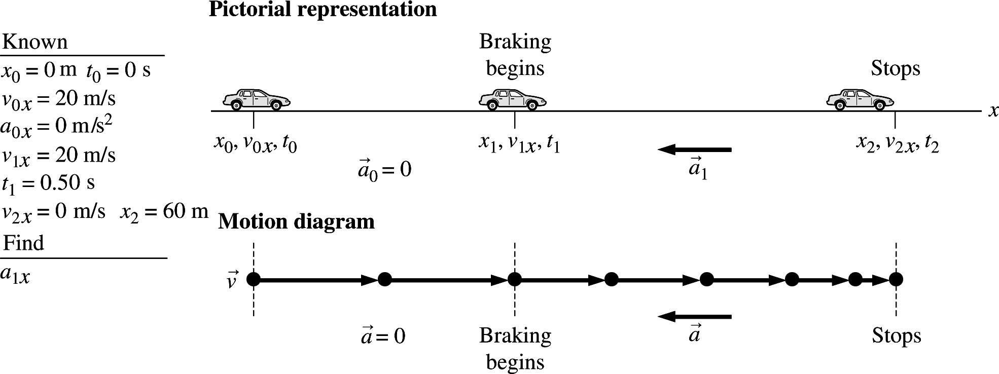 Pictorial representation
Known
x₀ = 0 m t₀ = 0 s
v₀ₓ = 20 m/s
a₀ₓ = 0 m/s²
v₁ₓ = 20 m/s
t₁ = 0.50 s
v₂ₓ = 0 m/s x₂ = 60 m
Find
a₁ₓ
Braking
begins
Stops
x
x₀, v₀ₓ, t₀
x₁, v₁ₓ, t₁
x₂, v₂ₓ, t₂
a⃗₀ = 0
a⃗₁
Motion diagram
v⃗
a⃗ = 0
Braking
begins
a⃗
Stops